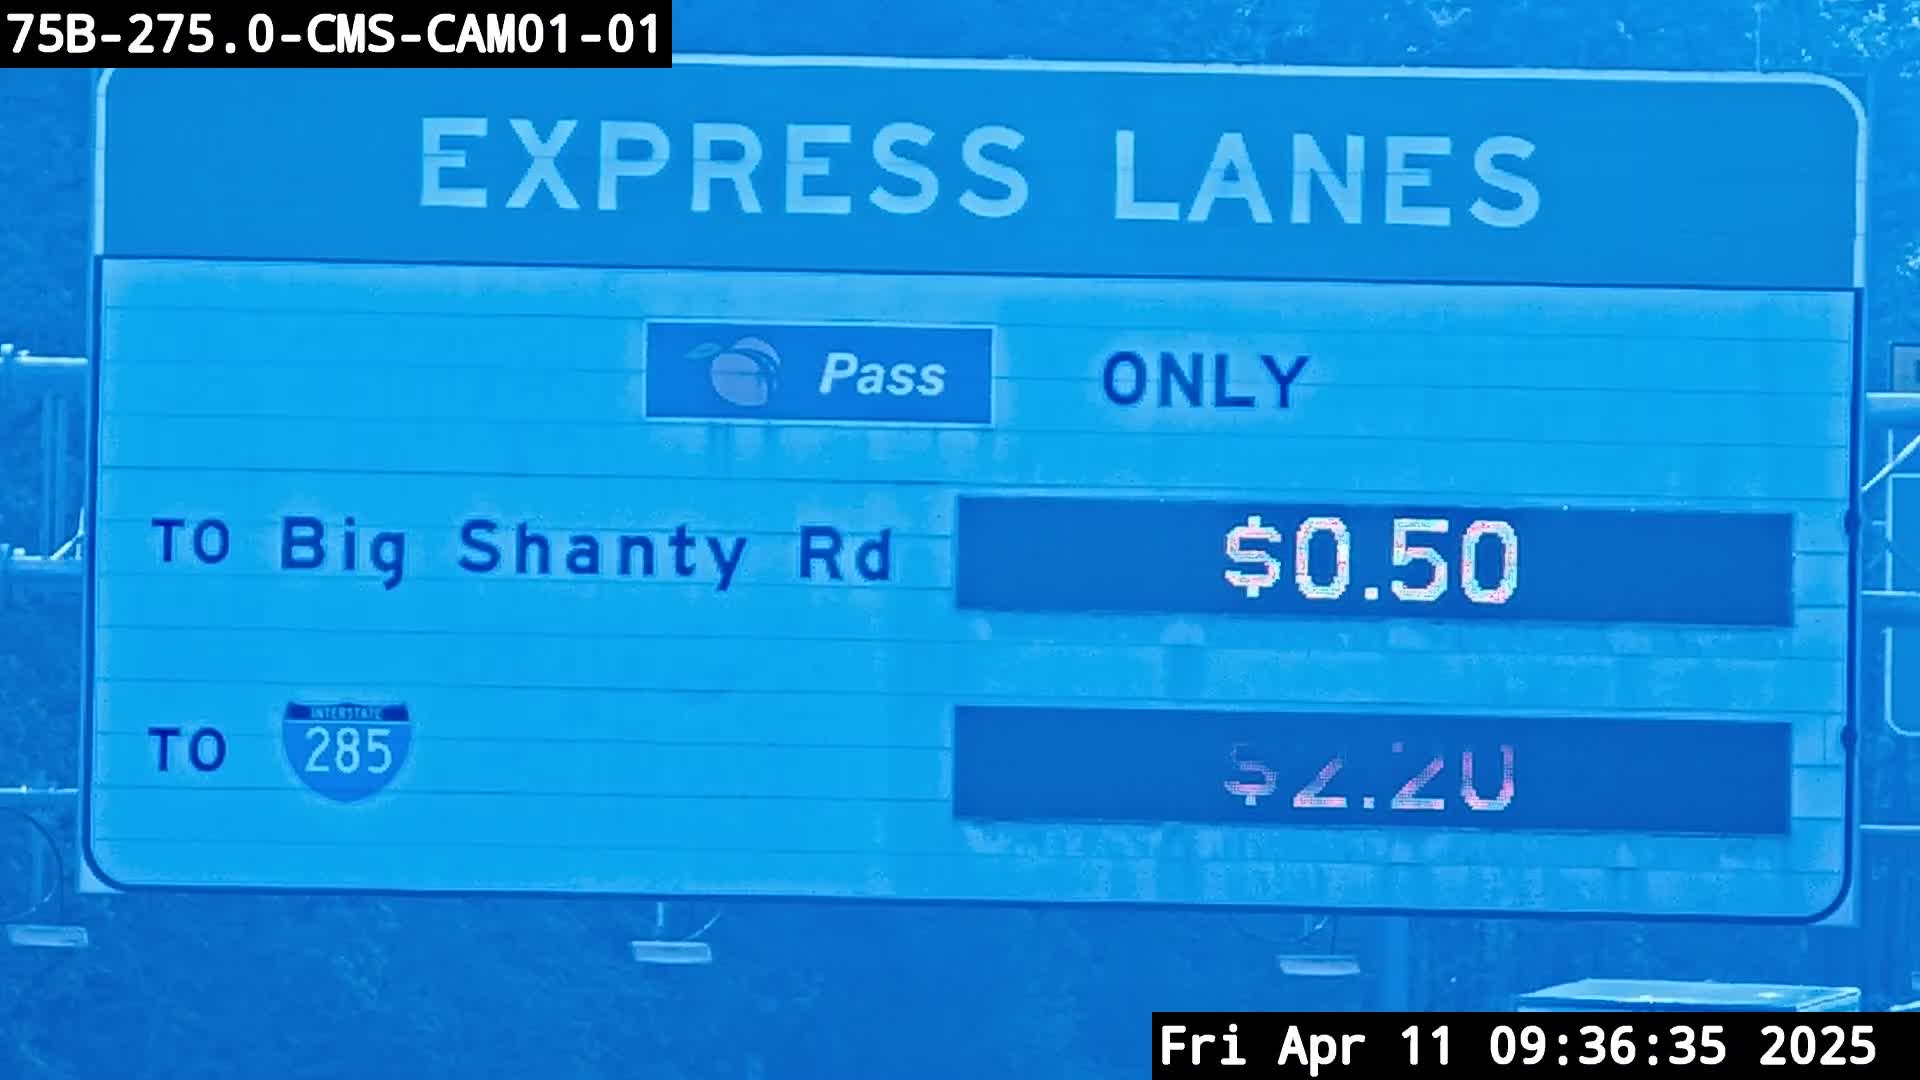 75B-275.0-CMS-CAM01-01
EXPRESS LANES
Pass ONLY
TO Big Shanty Rd $0.50
TO INTERSTATE 285 $2.20
Fri Apr 11 09:36:35 2025